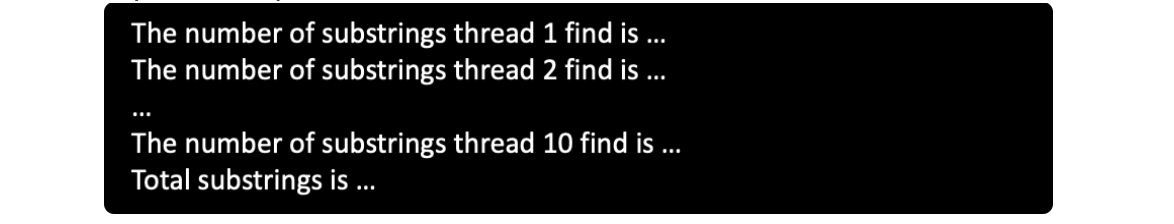 The number of substrings thread 1 find is ...
The number of substrings thread 2 find is ...
...
The number of substrings thread 10 find is ...
Total substrings is ...